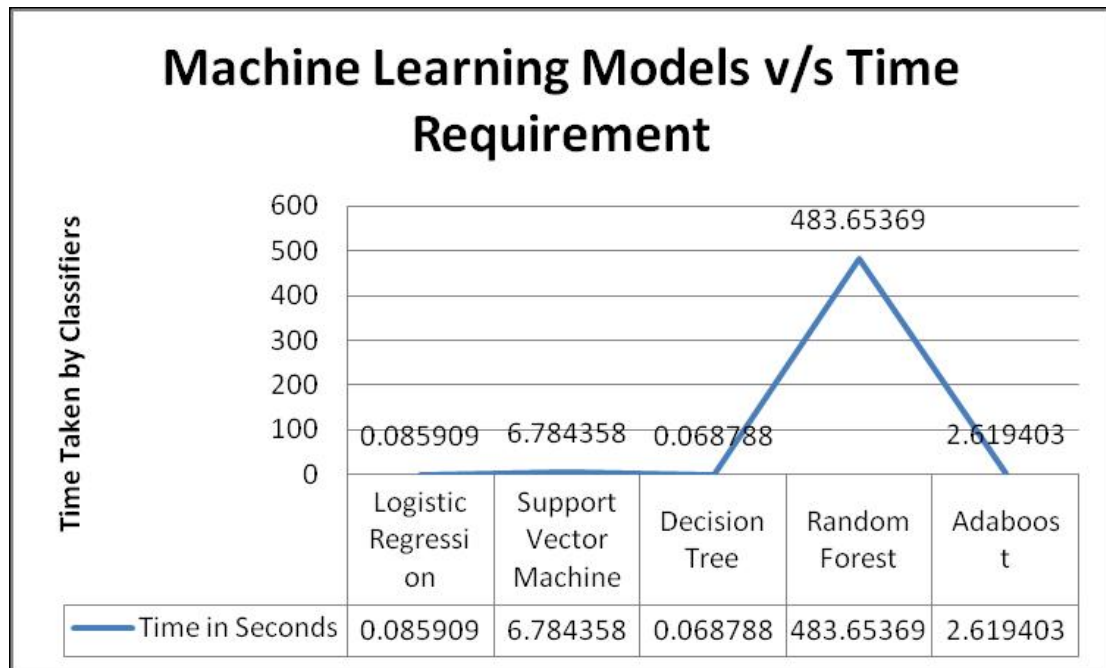 Machine Learning Models v/s Time
Requirement
Time Taken by Classifiers
600
500
400
300
200
100
0
0.085909 6.784358 0.068788 483.65369 2.619403
Logistic
Regressi
on
Support
Vector
Machine
Decision
Tree
Random
Forest
Adaboos
t
Time in Seconds 0.085909 6.784358 0.068788 483.65369 2.619403